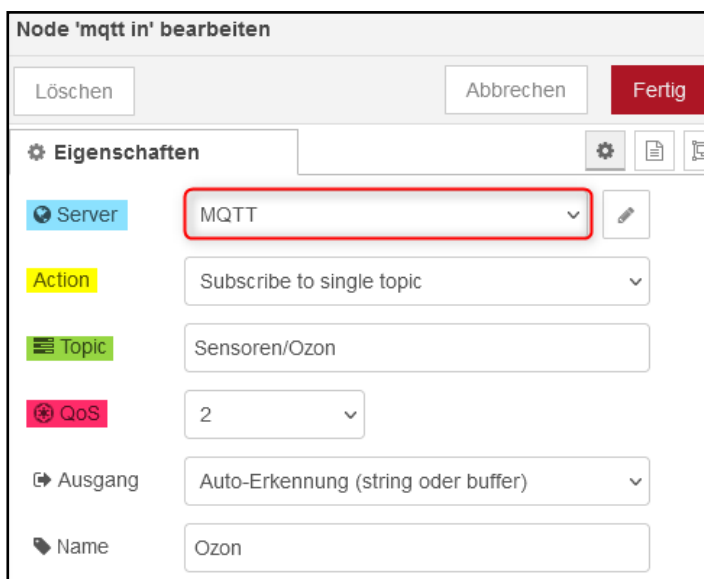 Node 'mqtt in' bearbeiten
Löschen Abbrechen Fertig
Eigenschaften
Server MQTT
Action Subscribe to single topic
Topic Sensoren/Ozon
QoS 2
Ausgang Auto-Erkennung (string oder buffer)
Name Ozon